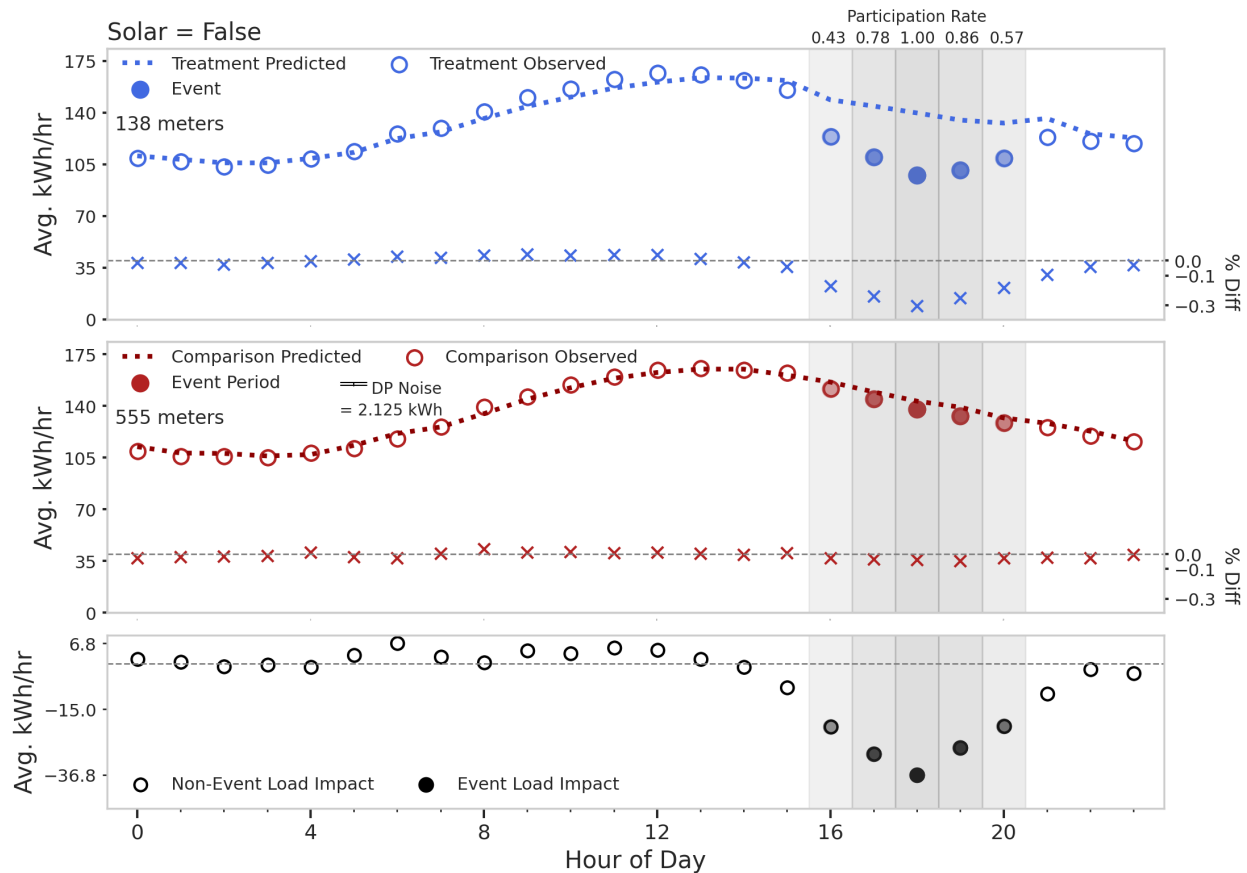 Solar = False
Participation Rate
0.43 0.78 1.00 0.86 0.57
Treatment Predicted Treatment Observed
Event
138 meters
175
140
105
70
35
0
Avg. kWh/hr
0.0
−0.1
−0.3
% Diff
Comparison Predicted Comparison Observed
Event Period
DP Noise
= 2.125 kWh
555 meters
175
140
105
70
35
0
Avg. kWh/hr
0.0
−0.1
−0.3
% Diff
6.8
−15.0
−36.8
Avg. kWh/hr
Non-Event Load Impact Event Load Impact
0 4 8 12 16 20
Hour of Day